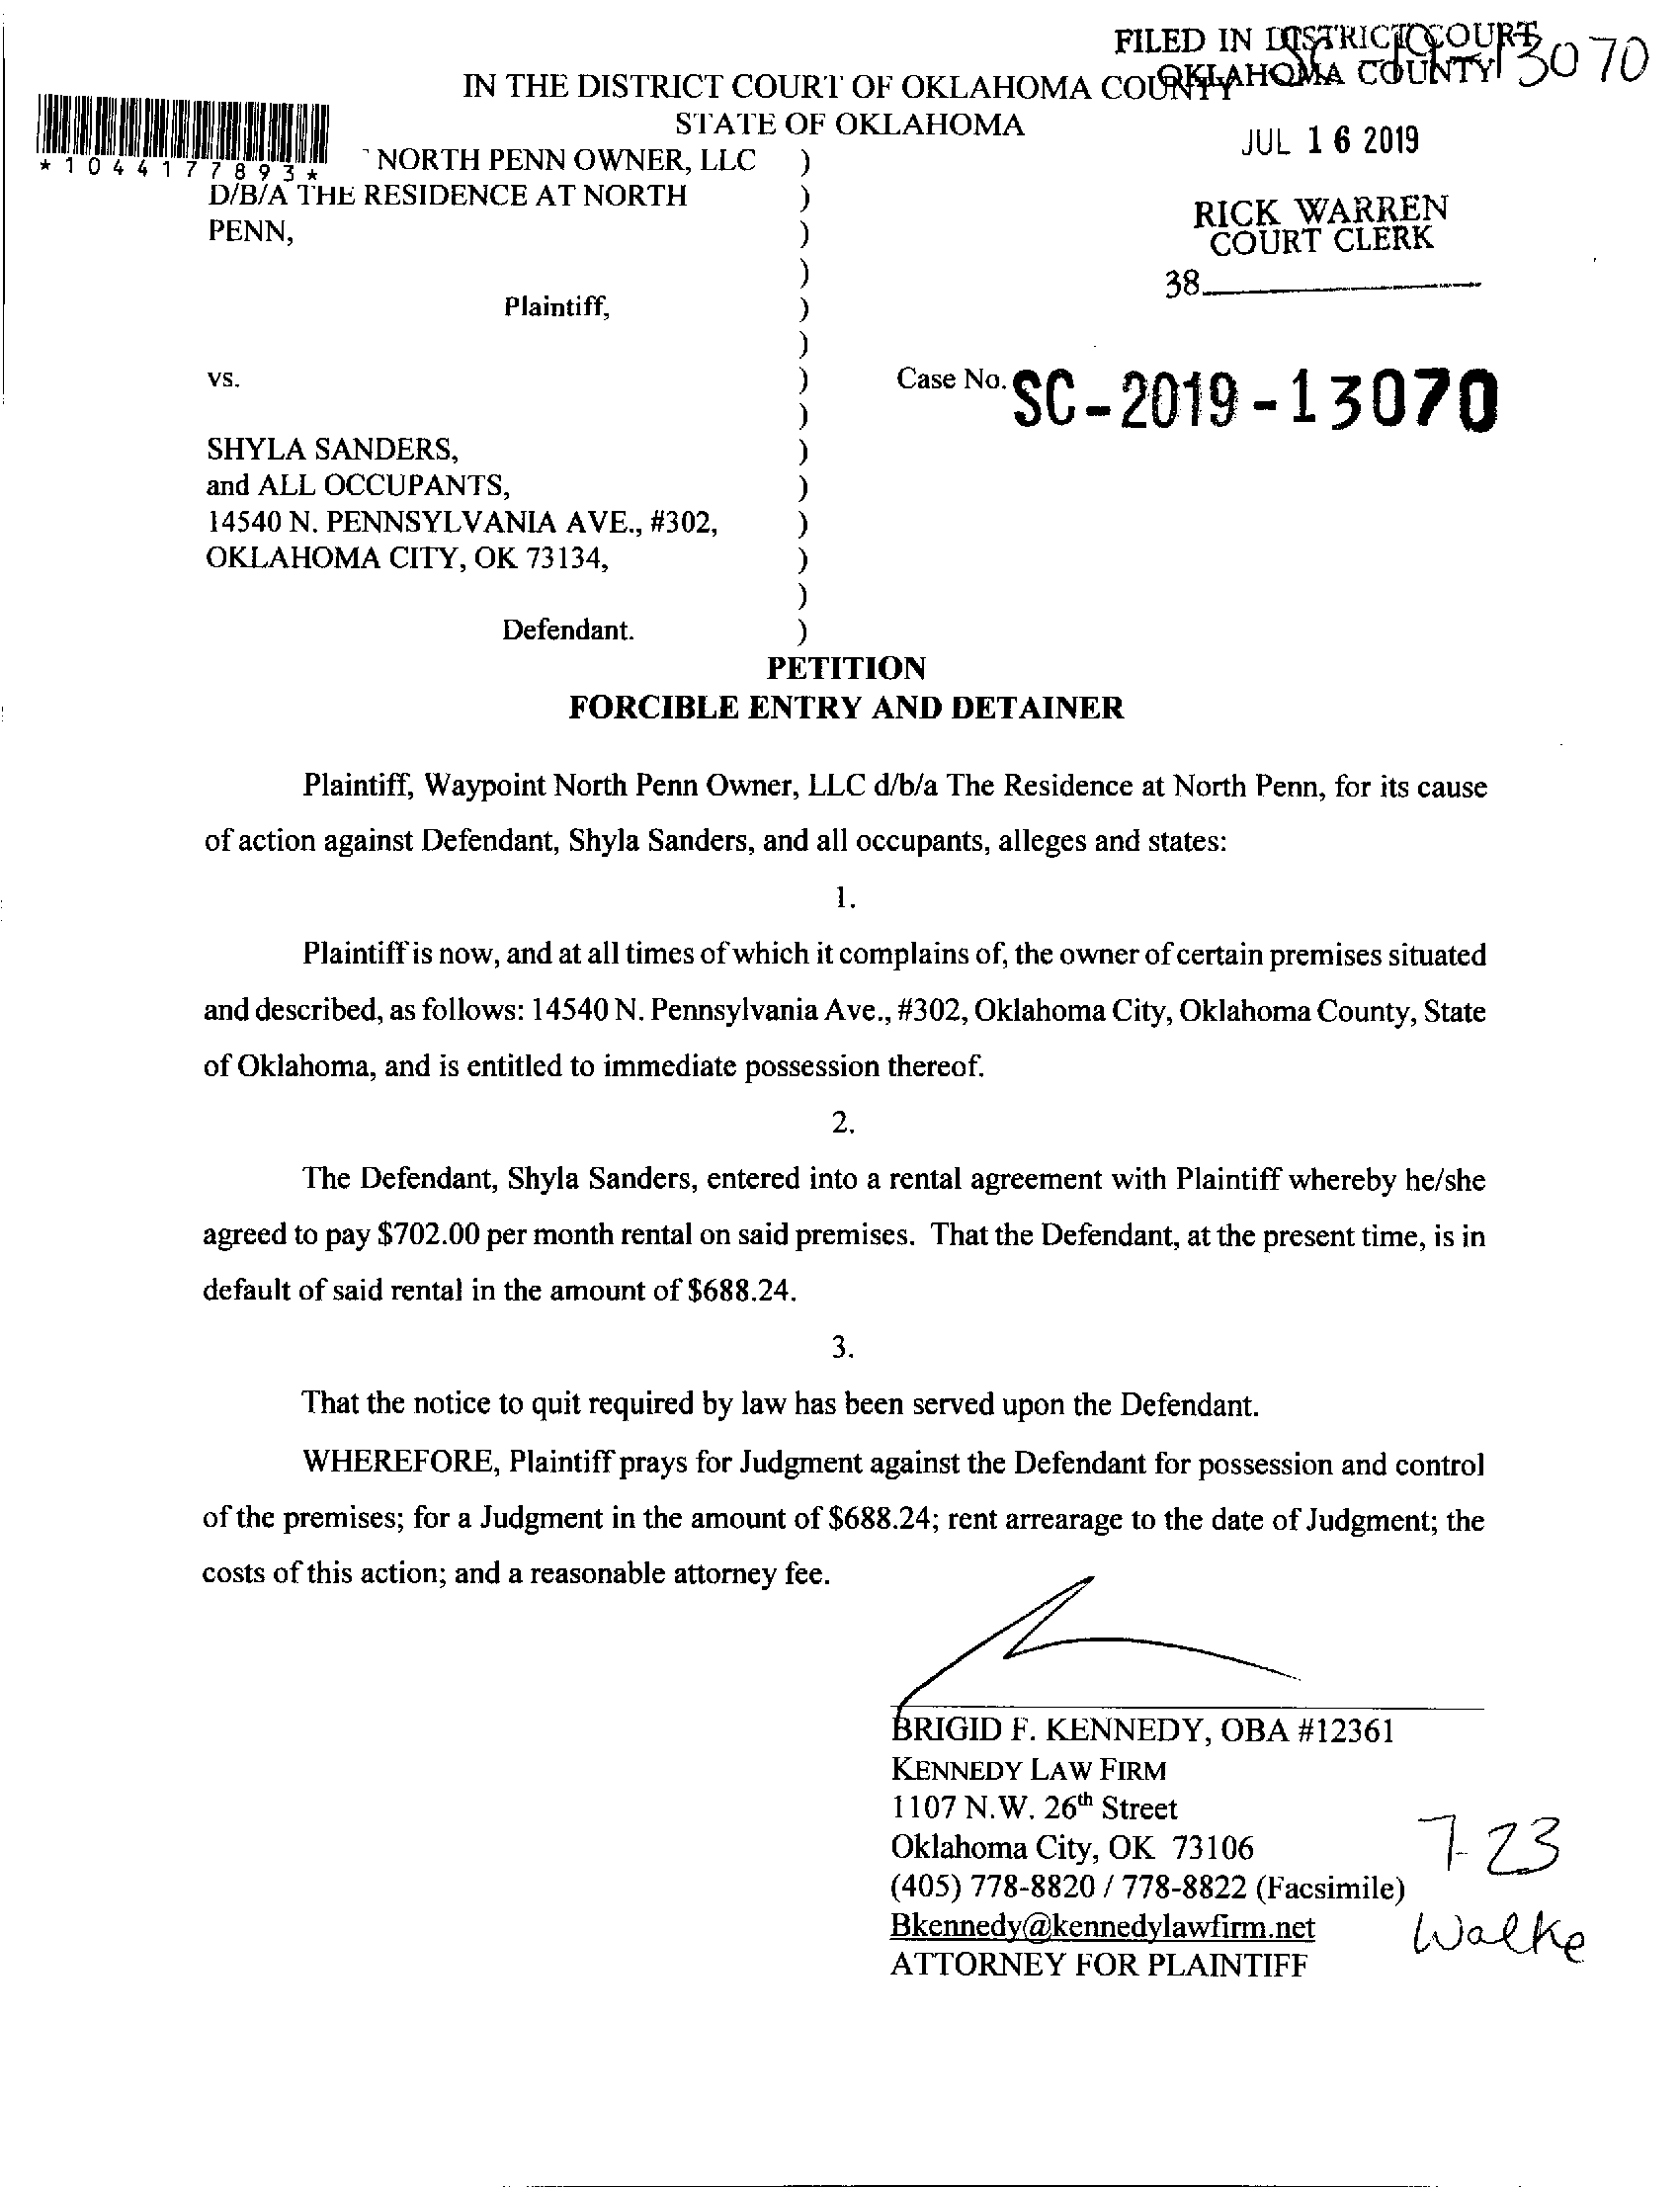 FILED IN DISTRICT COURT
OKLAHOMA COUNTY
13070
IN THE DISTRICT COURT OF OKLAHOMA COUNTY
STATE OF OKLAHOMA
JUL 16 2019
*1044177893*
NORTH PENN OWNER, LLC )
D/B/A THE RESIDENCE AT NORTH )
PENN, )
)
RICK WARREN
COURT CLERK
38
Plaintiff, )
)
vs. )
)
Case No. SC-2019-13070
SHYLA SANDERS, )
and ALL OCCUPANTS, )
14540 N. PENNSYLVANIA AVE., #302, )
OKLAHOMA CITY, OK 73134, )
)
Defendant. )
PETITION
FORCIBLE ENTRY AND DETAINER
Plaintiff, Waypoint North Penn Owner, LLC d/b/a The Residence at North Penn, for its cause
of action against Defendant, Shyla Sanders, and all occupants, alleges and states:
1.
Plaintiff is now, and at all times of which it complains of, the owner of certain premises situated
and described, as follows: 14540 N. Pennsylvania Ave., #302, Oklahoma City, Oklahoma County, State
of Oklahoma, and is entitled to immediate possession thereof.
2.
The Defendant, Shyla Sanders, entered into a rental agreement with Plaintiff whereby he/she
agreed to pay $702.00 per month rental on said premises. That the Defendant, at the present time, is in
default of said rental in the amount of $688.24.
3.
That the notice to quit required by law has been served upon the Defendant.
WHEREFORE, Plaintiff prays for Judgment against the Defendant for possession and control
of the premises; for a Judgment in the amount of $688.24; rent arrearage to the date of Judgment; the
costs of this action; and a reasonable attorney fee.
BRIGID F. KENNEDY, OBA #12361
KENNEDY LAW FIRM
1107 N.W. 26th Street
Oklahoma City, OK 73106
(405) 778-8820 / 778-8822 (Facsimile)
Bkennedy@kennedylawfirm.net
ATTORNEY FOR PLAINTIFF
7-23
Walke